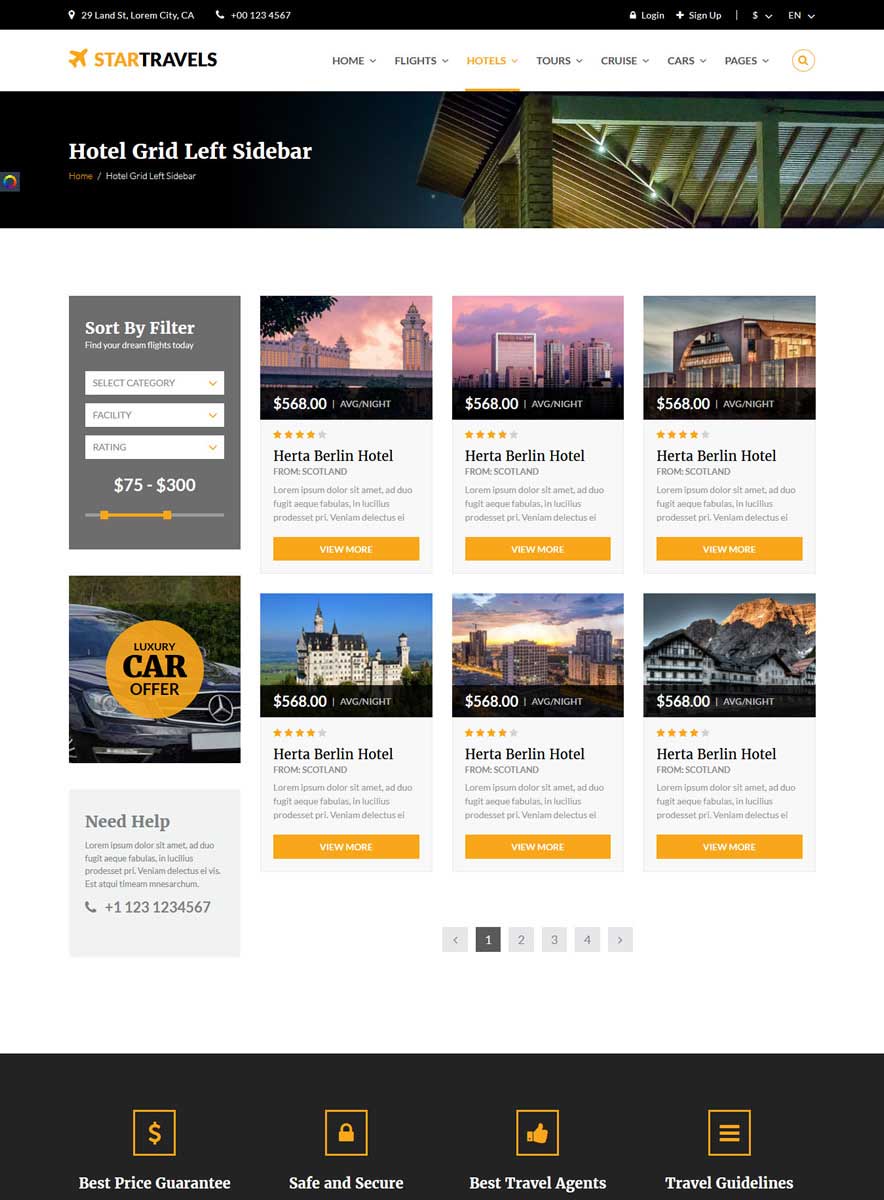 29 Land St, Lorem City, CA
+00 123 4567
Login
Sign Up
$
EN
STARTRAVELS
HOME
FLIGHTS
HOTELS
TOURS
CRUISE
CARS
PAGES
Hotel Grid Left Sidebar
Home / Hotel Grid Left Sidebar
Sort By Filter
Find your dream flights today
SELECT CATEGORY
FACILITY
RATING
$75 - $300
LUXURY
CAR
OFFER
Need Help
Lorem ipsum dolor sit amet, ad duo
fugit aeque fabulas, in lucilius
prodesset pri. Veniam delectus ei vis.
Est atqui timeam mnesarchum.
+1 123 1234567
$568.00 | AVG/NIGHT
Herta Berlin Hotel
FROM: SCOTLAND
Lorem ipsum dolor sit amet, ad duo
fugit aeque fabulas, in lucilius
prodesset pri. Veniam delectus ei
VIEW MORE
$568.00 | AVG/NIGHT
Herta Berlin Hotel
FROM: SCOTLAND
Lorem ipsum dolor sit amet, ad duo
fugit aeque fabulas, in lucilius
prodesset pri. Veniam delectus ei
VIEW MORE
$568.00 | AVG/NIGHT
Herta Berlin Hotel
FROM: SCOTLAND
Lorem ipsum dolor sit amet, ad duo
fugit aeque fabulas, in lucilius
prodesset pri. Veniam delectus ei
VIEW MORE
$568.00 | AVG/NIGHT
Herta Berlin Hotel
FROM: SCOTLAND
Lorem ipsum dolor sit amet, ad duo
fugit aeque fabulas, in lucilius
prodesset pri. Veniam delectus ei
VIEW MORE
$568.00 | AVG/NIGHT
Herta Berlin Hotel
FROM: SCOTLAND
Lorem ipsum dolor sit amet, ad duo
fugit aeque fabulas, in lucilius
prodesset pri. Veniam delectus ei
VIEW MORE
$568.00 | AVG/NIGHT
Herta Berlin Hotel
FROM: SCOTLAND
Lorem ipsum dolor sit amet, ad duo
fugit aeque fabulas, in lucilius
prodesset pri. Veniam delectus ei
VIEW MORE
‹ 1 2 3 4 ›
$
Best Price Guarantee
Safe and Secure
Best Travel Agents
Travel Guidelines